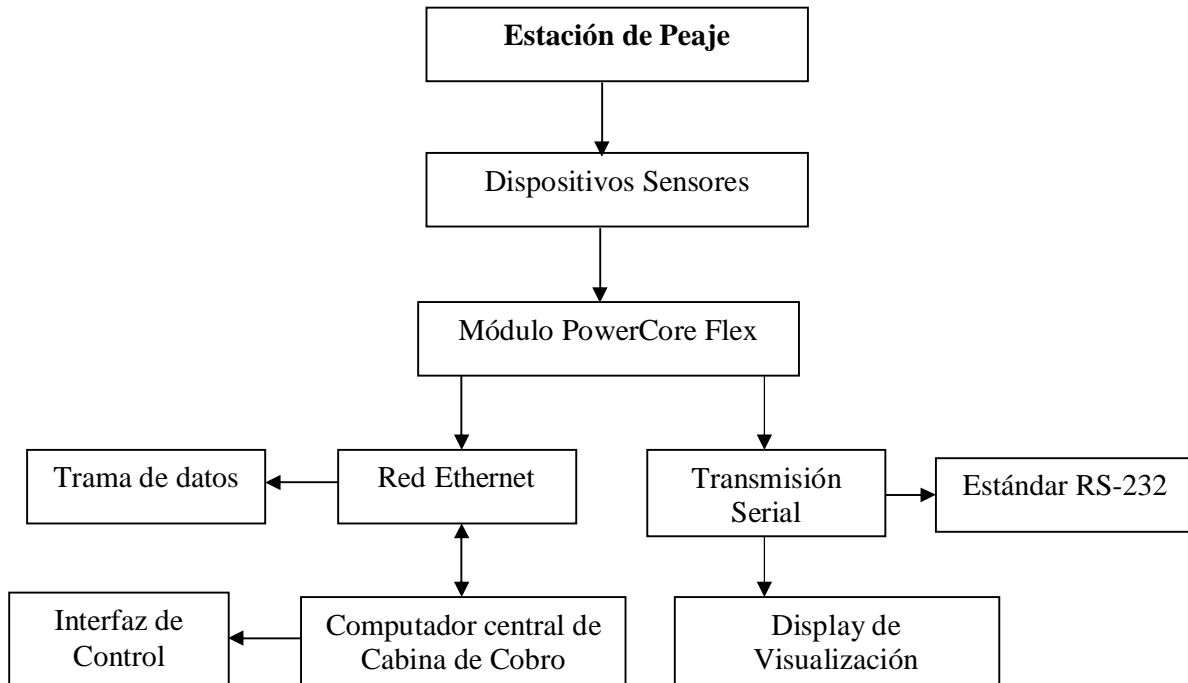 Estación de Peaje
Dispositivos Sensores
Módulo PowerCore Flex
Trama de datos
Red Ethernet
Transmisión
Serial
Estándar RS-232
Interfaz de
Control
Computador central de
Cabina de Cobro
Display de
Visualización